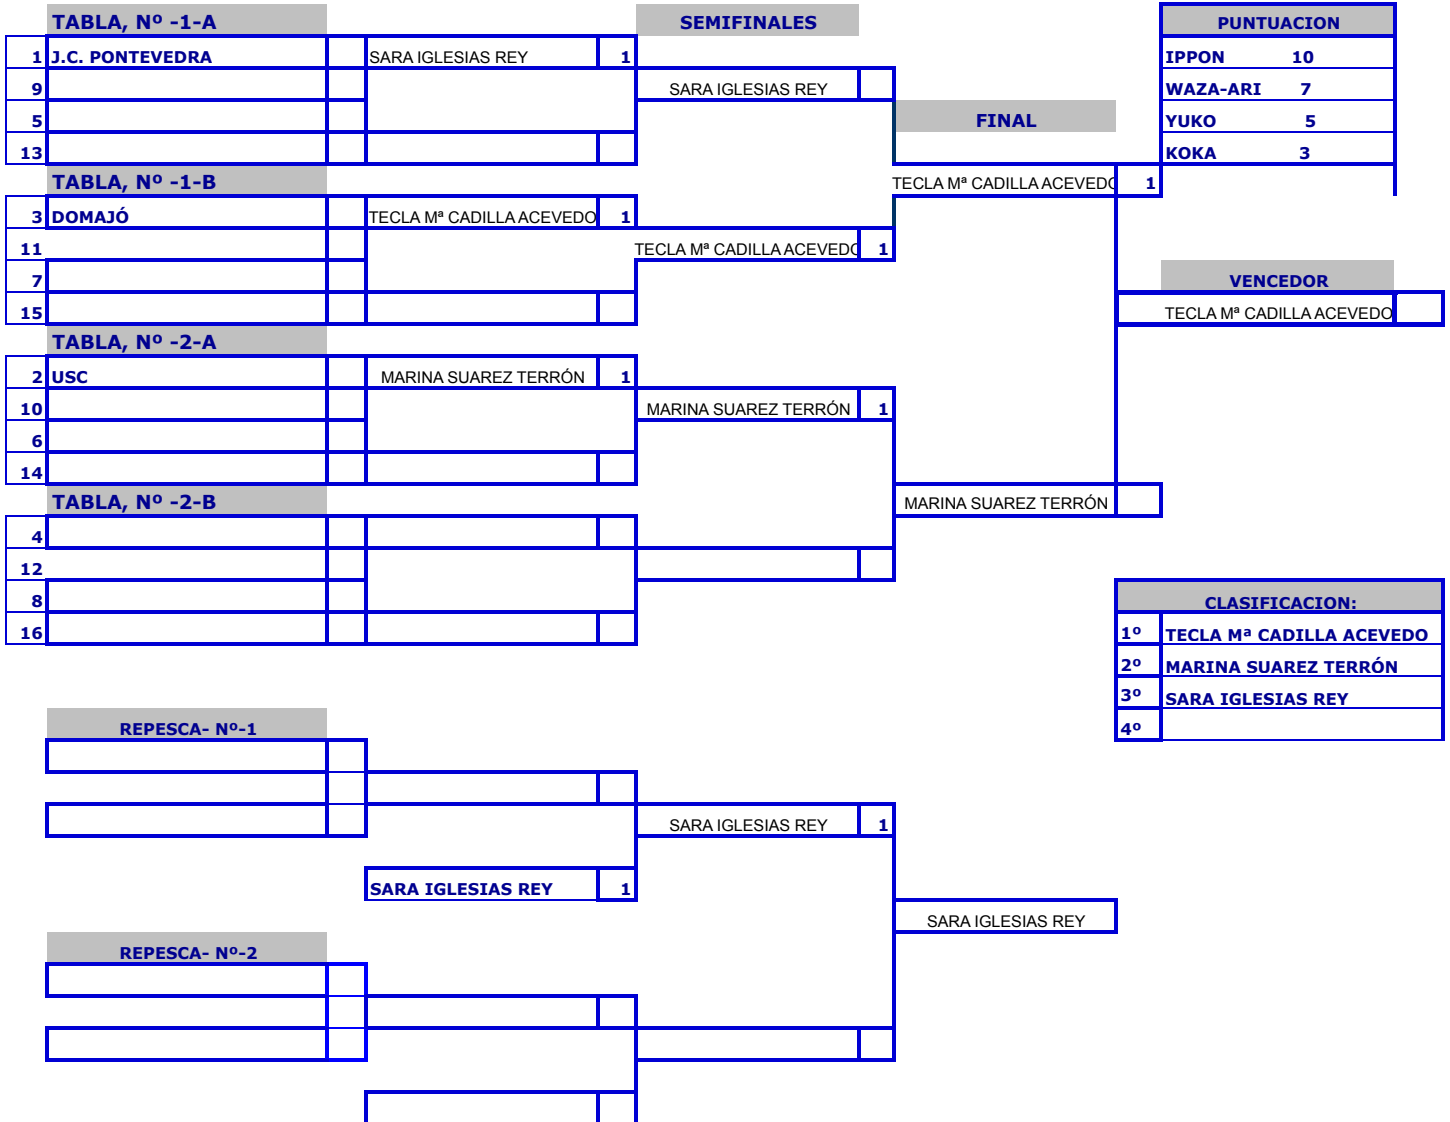 TABLA, Nº -1-A SEMIFINALES PUNTUACION
1 J.C. PONTEVEDRA SARA IGLESIAS REY 1 IPPON 10
9 SARA IGLESIAS REY WAZA-ARI 7
5 FINAL YUKO 5
13 KOKA 3
TABLA, Nº -1-B TECLA Mª CADILLA ACEVEDO 1
3 DOMAJÓ TECLA Mª CADILLA ACEVEDO 1
11 TECLA Mª CADILLA ACEVEDO 1
7 VENCEDOR
15 TECLA Mª CADILLA ACEVEDO
TABLA, Nº -2-A
2 USC MARINA SUAREZ TERRÓN 1
10 MARINA SUAREZ TERRÓN 1
6
14
TABLA, Nº -2-B MARINA SUAREZ TERRÓN
4
12
8 CLASIFICACION:
16 1º TECLA Mª CADILLA ACEVEDO
2º MARINA SUAREZ TERRÓN
3º SARA IGLESIAS REY
REPESCA- Nº-1 4º
SARA IGLESIAS REY 1
SARA IGLESIAS REY 1
SARA IGLESIAS REY
REPESCA- Nº-2